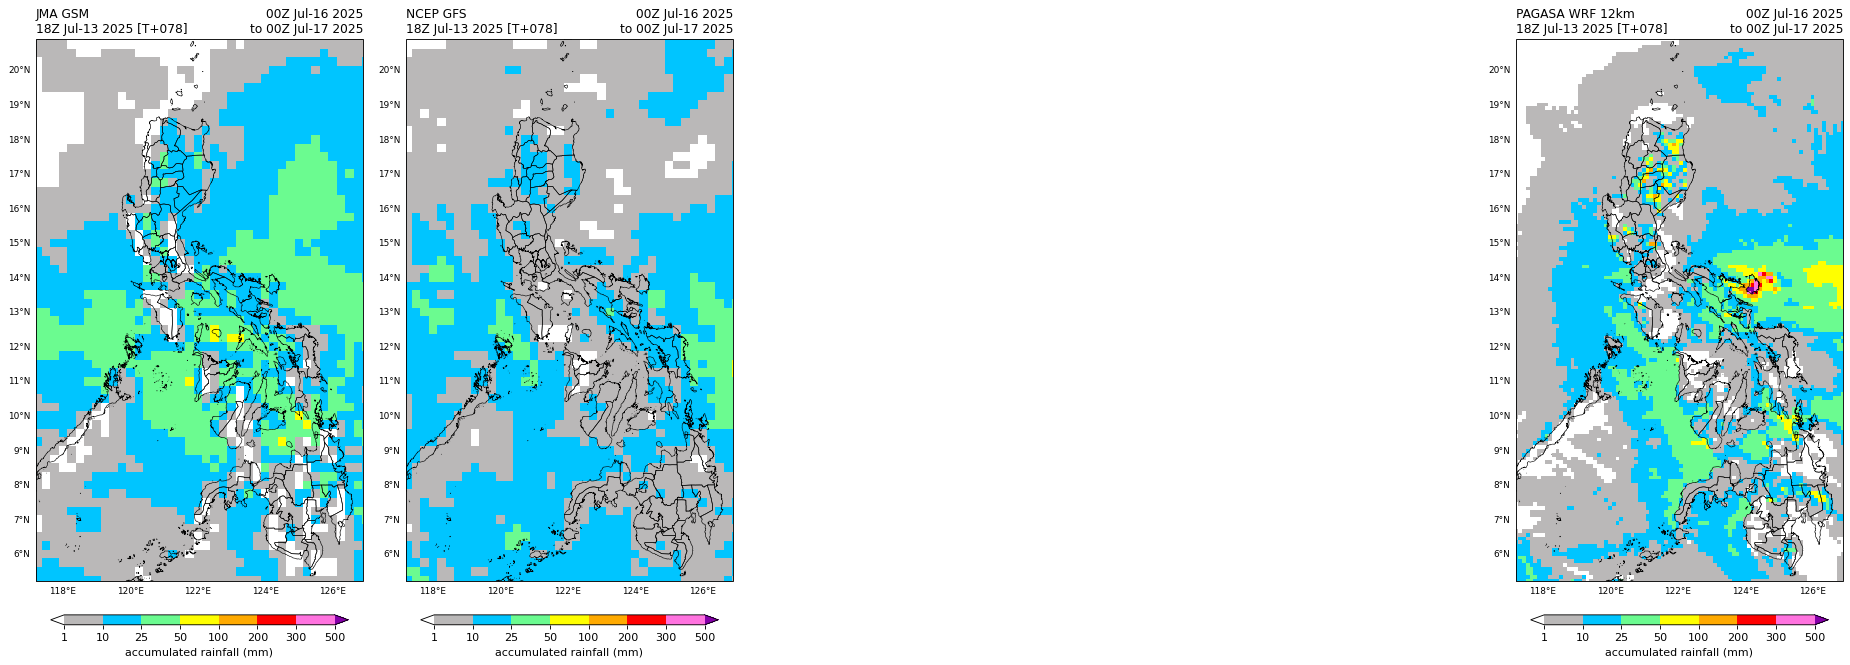 JMA GSM 00Z Jul-16 2025
18Z Jul-13 2025 [T+078] to 00Z Jul-17 2025
20°N
19°N
18°N
17°N
16°N
15°N
14°N
13°N
12°N
11°N
10°N
9°N
8°N
7°N
6°N
118°E 120°E 122°E 124°E 126°E
1 10 25 50 100 200 300 500
accumulated rainfall (mm)
NCEP GFS 00Z Jul-16 2025
18Z Jul-13 2025 [T+078] to 00Z Jul-17 2025
20°N
19°N
18°N
17°N
16°N
15°N
14°N
13°N
12°N
11°N
10°N
9°N
8°N
7°N
6°N
118°E 120°E 122°E 124°E 126°E
1 10 25 50 100 200 300 500
accumulated rainfall (mm)
PAGASA WRF 12km 00Z Jul-16 2025
18Z Jul-13 2025 [T+078] to 00Z Jul-17 2025
20°N
19°N
18°N
17°N
16°N
15°N
14°N
13°N
12°N
11°N
10°N
9°N
8°N
7°N
6°N
118°E 120°E 122°E 124°E 126°E
1 10 25 50 100 200 300 500
accumulated rainfall (mm)